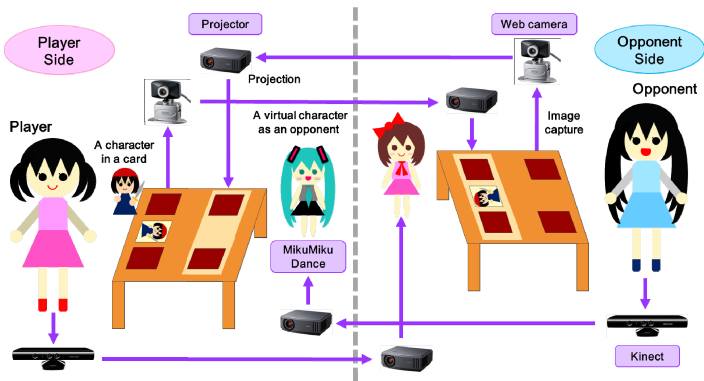 Projector
Web camera
Player
Side
Opponent
Side
Projection
Opponent
Player
A character
in a card
A virtual character
as an opponent
Image
capture
MikuMiku
Dance
Kinect